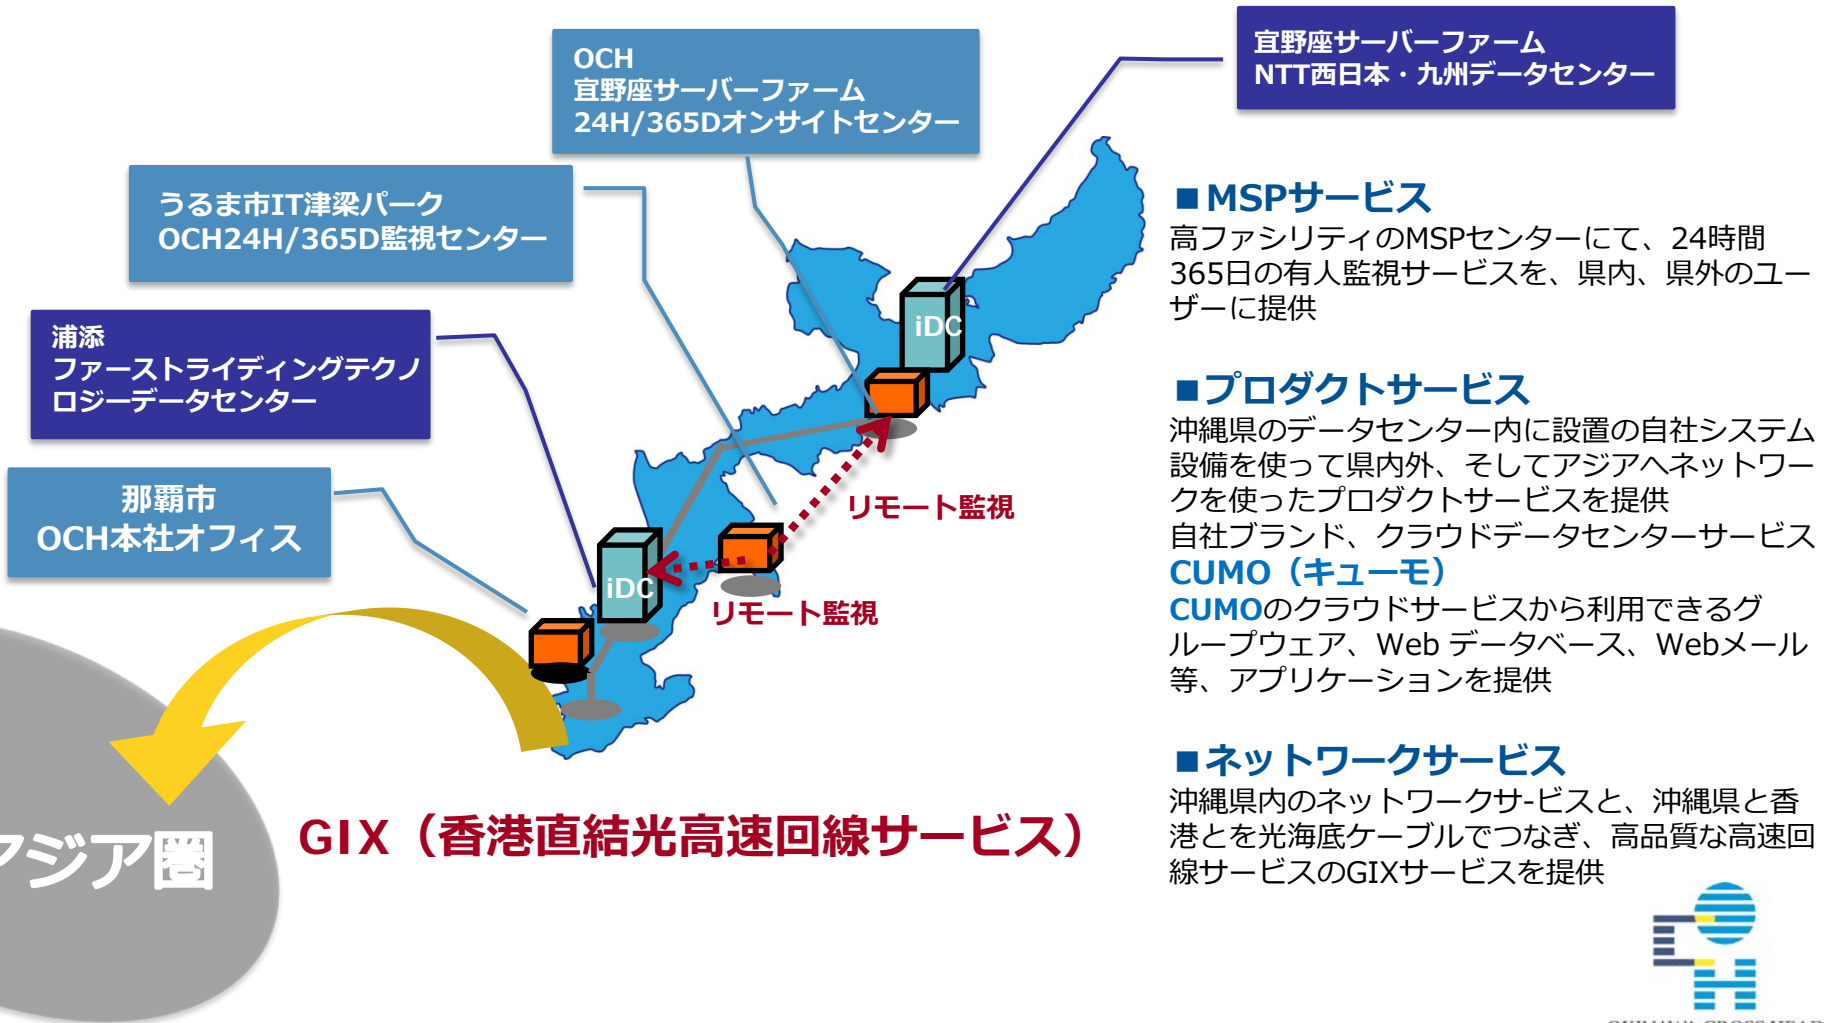 宜野座サーバーファーム
NTT西日本・九州データセンター
OCH
宜野座サーバーファーム
24H/365Dオンサイトセンター
うるま市IT津梁パーク
OCH24H/365D監視センター
浦添
ファーストライディングテクノ
ロジーデータセンター
那覇市
OCH本社オフィス
iDC
iDC
リモート監視
リモート監視
アジア圏
GIX（香港直結光高速回線サービス）
■MSPサービス
高ファシリティのMSPセンターにて、24時間
365日の有人監視サービスを、県内、県外のユー
ザーに提供
■プロダクトサービス
沖縄県のデータセンター内に設置の自社システム
設備を使って県内外、そしてアジアへネットワー
クを使ったプロダクトサービスを提供
自社ブランド、クラウドデータセンターサービス
CUMO（キューモ）
CUMOのクラウドサービスから利用できるグ
ループウェア、Web データベース、Webメール
等、アプリケーションを提供
■ネットワークサービス
沖縄県内のネットワークサ-ビスと、沖縄県と香
港とを光海底ケーブルでつなぎ、高品質な高速回
線サービスのGIXサービスを提供